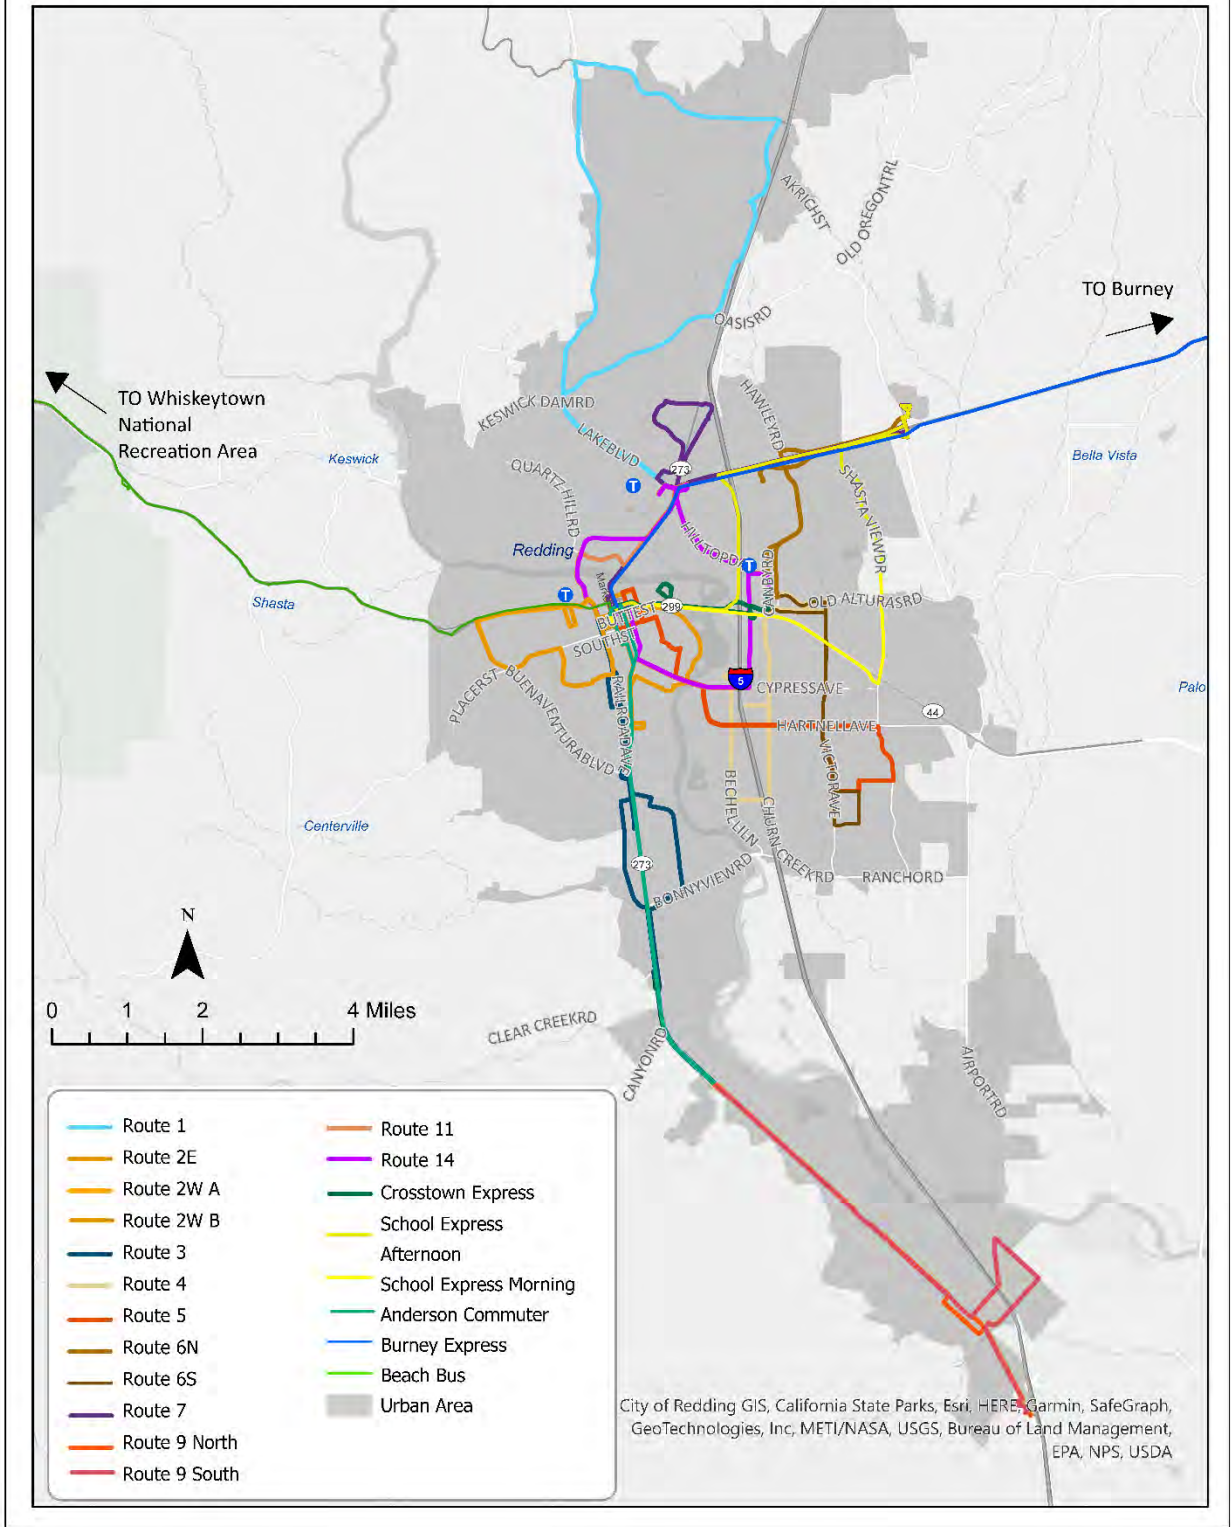 AKRICHST
OLD OREGONTRL
TO Burney
OASISRD
TO Whiskeytown
National
Recreation Area
KESWICK DAMRD
HAWLEYRD
LAKEBLVD
Keswick
QUARTZ HILLRD
273
Bella Vista
SHASTA VIEWDR
T
HILLTOPD
Redding
T
CANBYRD
Mark
T
Shasta
BUTTEST
299
OLD ALTURASRD
SOUTHST
5
CYPRESSAVE
PLACERST
BUENAVENTURABLVD
RAILROADAVE
Palo
44
HARTNELLAVE
VICTORAVE
BECHELLILN
CHURN CREEKRD
Centerville
273
BONNYVIEWRD
RANCHORD
N
0 1 2 4 Miles
CLEAR CREEKRD
CANYONRD
AIRPORTRD
Route 1
Route 2E
Route 2W A
Route 2W B
Route 3
Route 4
Route 5
Route 6N
Route 6S
Route 7
Route 9 North
Route 9 South
Route 11
Route 14
Crosstown Express
School Express
Afternoon
School Express Morning
Anderson Commuter
Burney Express
Beach Bus
Urban Area
City of Redding GIS, California State Parks, Esri, HERE, Garmin, SafeGraph,
GeoTechnologies, Inc, METI/NASA, USGS, Bureau of Land Management,
EPA, NPS, USDA